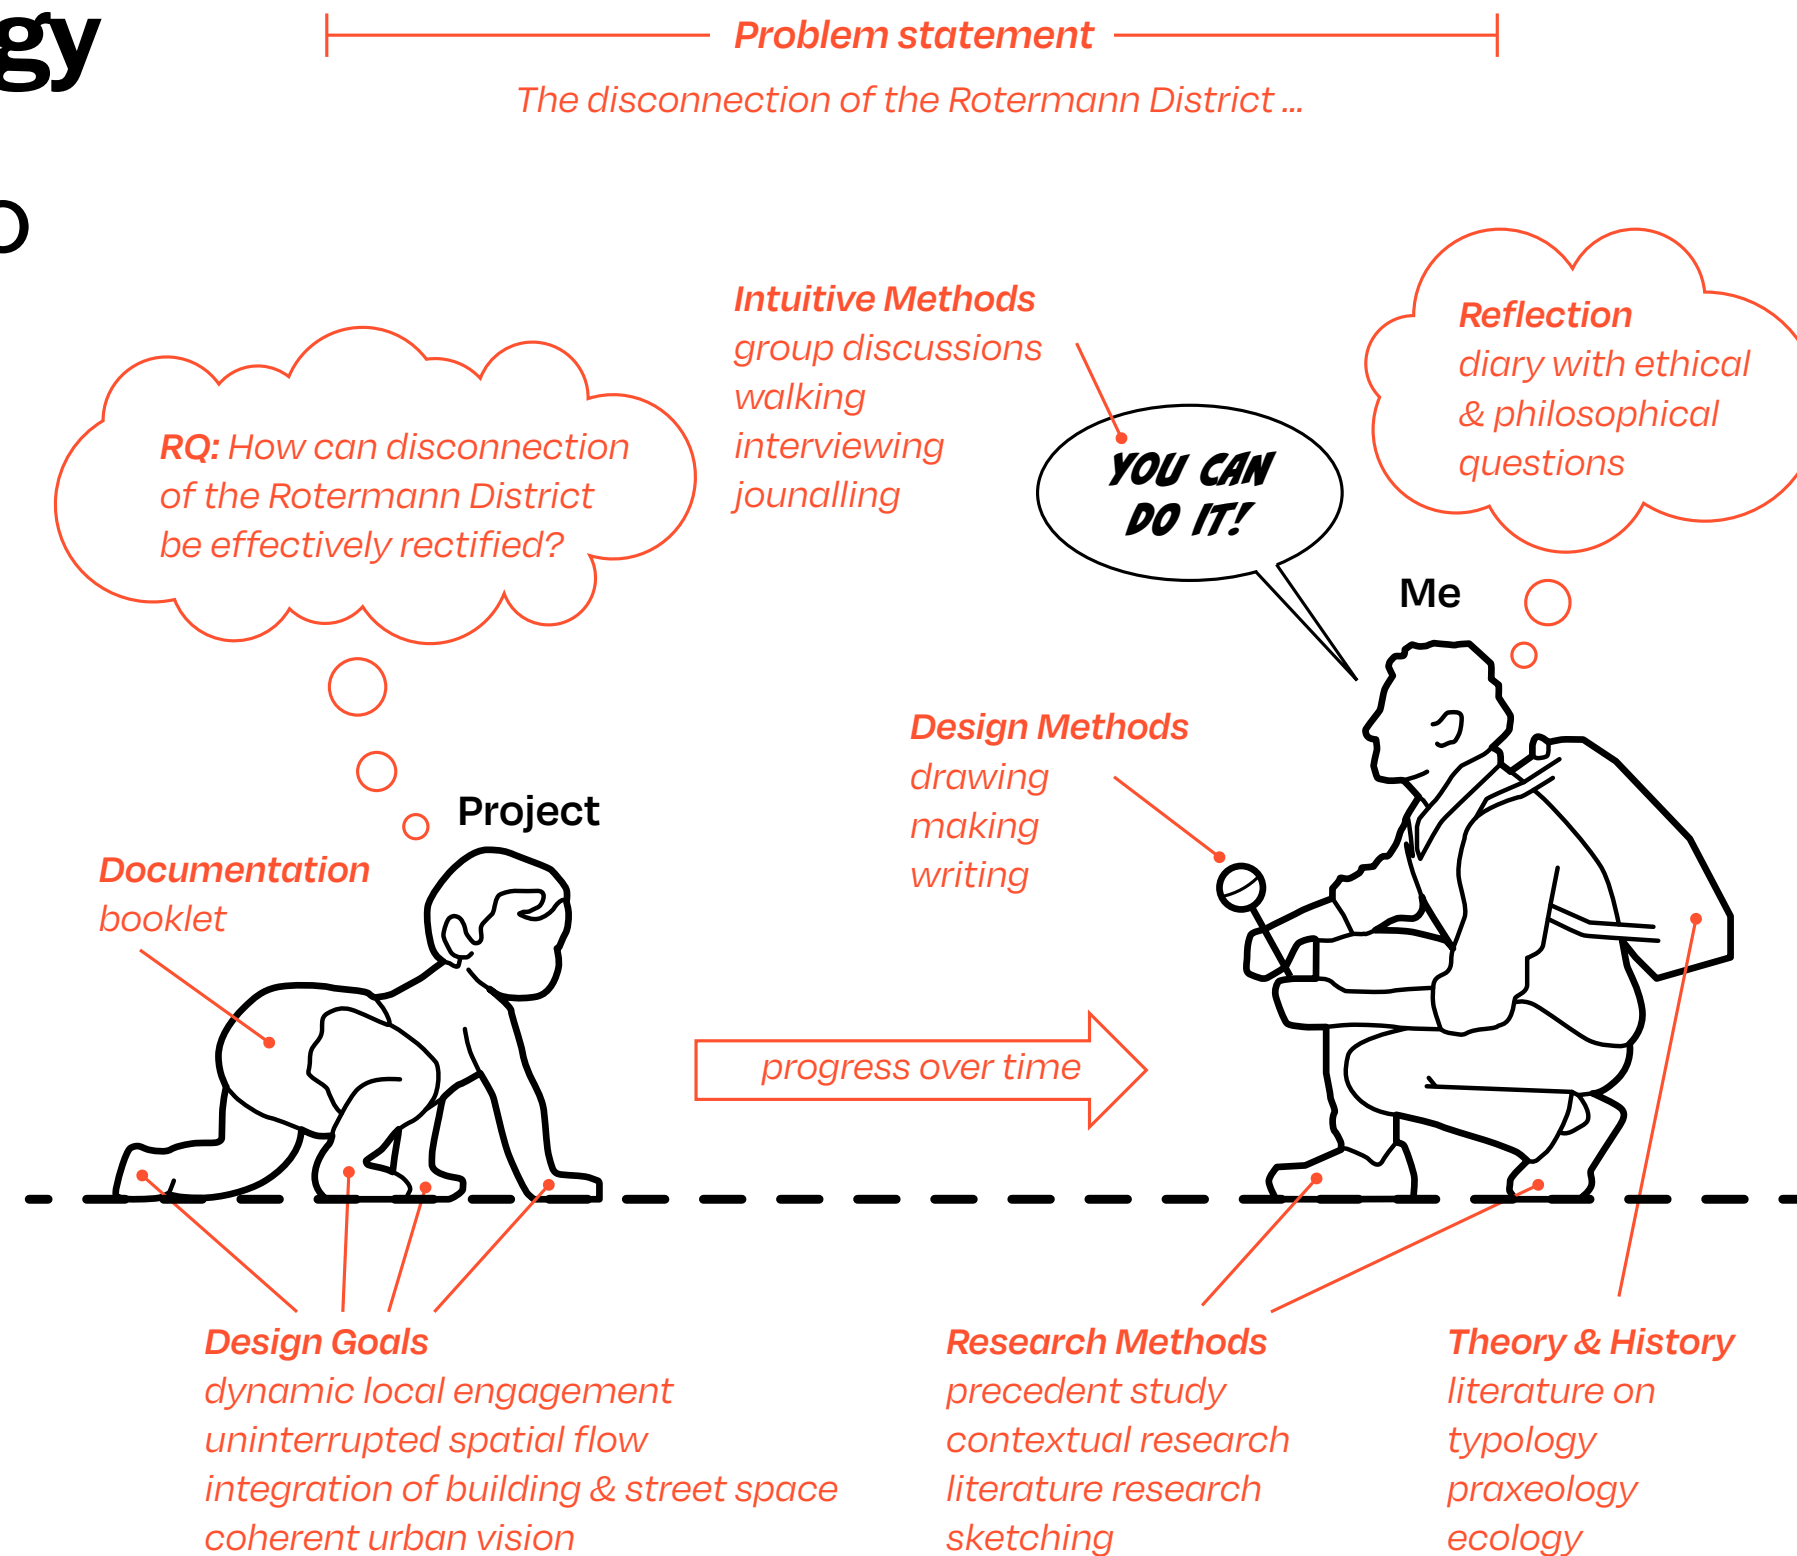 gy
Problem statement
The disconnection of the Rotermann District ...
o
Intuitive Methods
group discussions
walking
interviewing
jounalling
Reflection
diary with ethical
& philosophical
questions
RQ: How can disconnection
of the Rotermann District
be effectively rectified?
YOU CAN
DO IT!
Me
Design Methods
drawing
making
writing
Project
Documentation
booklet
progress over time
Design Goals
dynamic local engagement
uninterrupted spatial flow
integration of building & street space
coherent urban vision
Research Methods
precedent study
contextual research
literature research
sketching
Theory & History
literature on
typology
praxeology
ecology